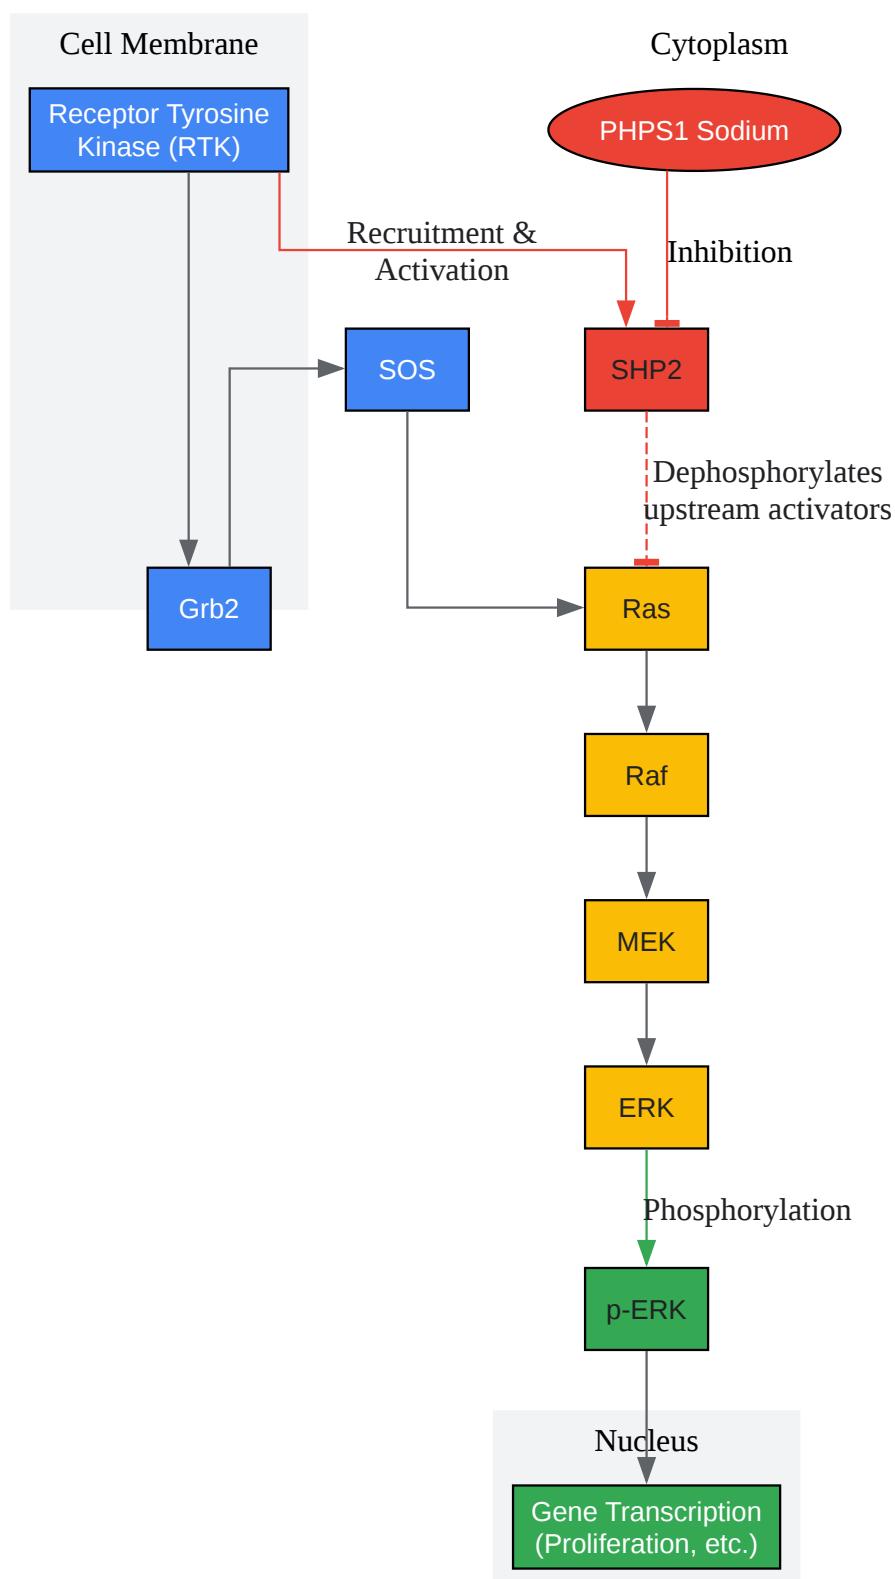 Cell Membrane
Cytoplasm
Receptor Tyrosine
Kinase (RTK)
PHPS1 Sodium
Recruitment &
Activation
Inhibition
SOS
SHP2
Dephosphorylates
upstream activators
Grb2
Ras
Raf
MEK
ERK
Phosphorylation
p-ERK
Nucleus
Gene Transcription
(Proliferation, etc.)